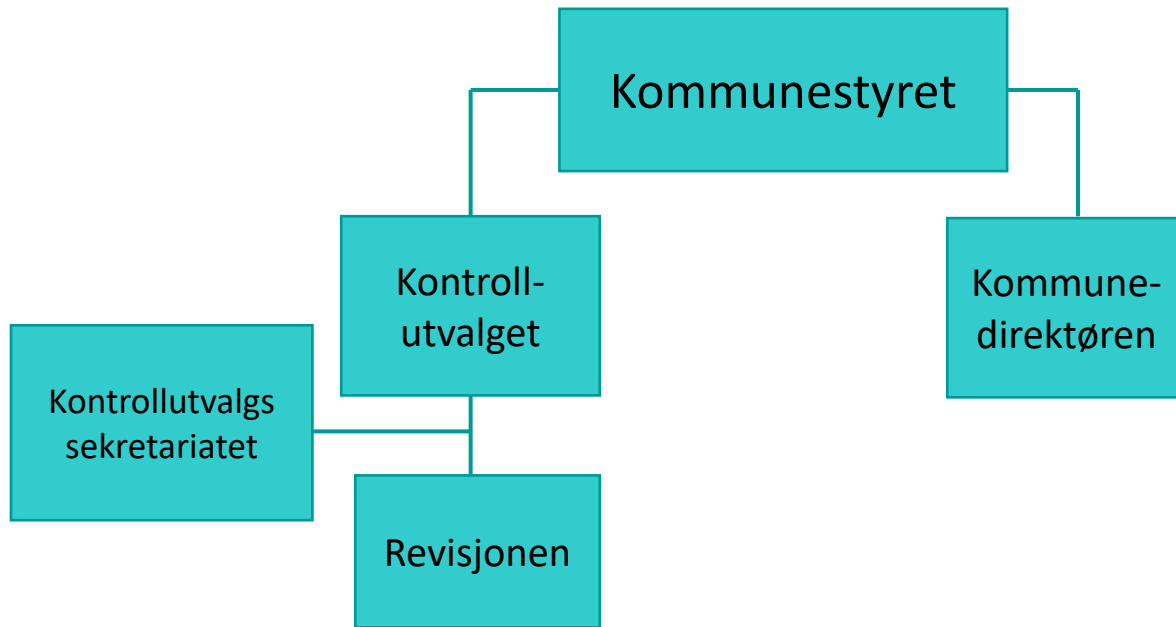 Kommunestyret
Kontroll-
utvalget
Kommune-
direktøren
Kontrollutvalgs
sekretariatet
Revisjonen